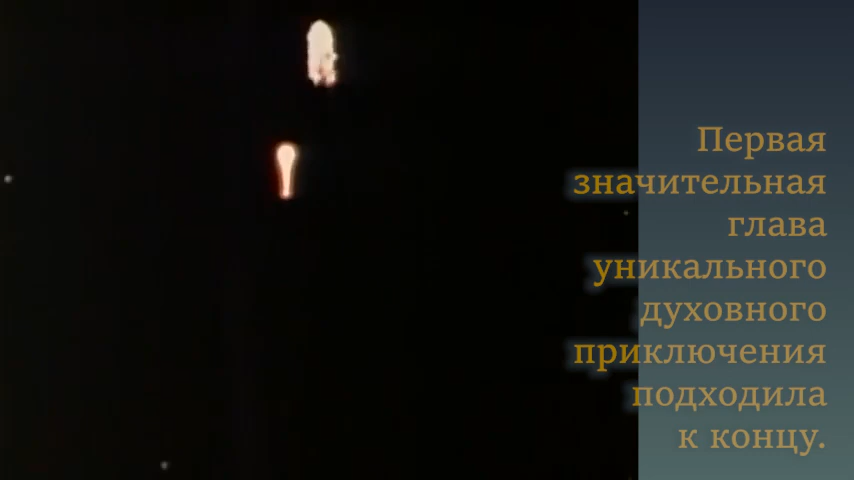 Первая
значительная
глава
уникального
духовного
приключения
подходила
к концу.